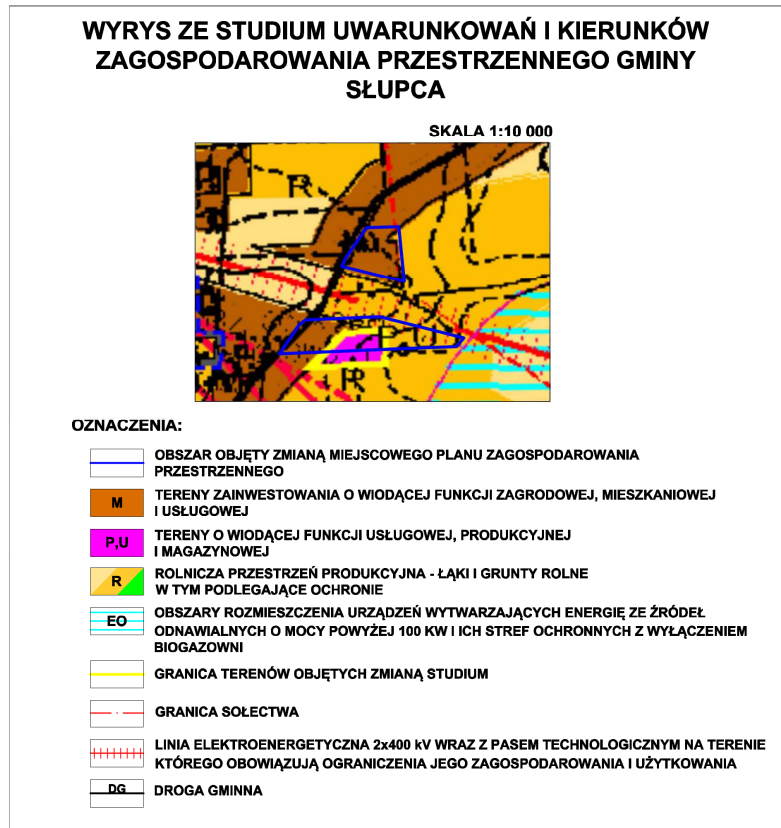 WYRYS ZE STUDIUM UWARUNKOWAŃ I KIERUNKÓW
ZAGOSPODAROWANIA PRZESTRZENNEGO GMINY
SŁUPCA
SKALA 1:10 000
R
U
R
OZNACZENIA:
OBSZAR OBJĘTY ZMIANĄ MIEJSCOWEGO PLANU ZAGOSPODAROWANIA
PRZESTRZENNEGO
M
TERENY ZAINWESTOWANIA O WIODĄCEJ FUNKCJI ZAGRODOWEJ, MIESZKANIOWEJ
I USŁUGOWEJ
P,U
TERENY O WIODĄCEJ FUNKCJI USŁUGOWEJ, PRODUKCYJNEJ
I MAGAZYNOWEJ
R
ROLNICZA PRZESTRZEŃ PRODUKCYJNA - ŁĄKI I GRUNTY ROLNE
W TYM PODLEGAJĄCE OCHRONIE
EO
OBSZARY ROZMIESZCZENIA URZĄDZEŃ WYTWARZAJĄCYCH ENERGIĘ ZE ŹRÓDEŁ
ODNAWIALNYCH O MOCY POWYŻEJ 100 KW I ICH STREF OCHRONNYCH Z WYŁĄCZENIEM
BIOGAZOWNI
GRANICA TERENÓW OBJĘTYCH ZMIANĄ STUDIUM
GRANICA SOŁECTWA
LINIA ELEKTROENERGETYCZNA 2x400 kV WRAZ Z PASEM TECHNOLOGICZNYM NA TERENIE
KTÓREGO OBOWIĄZUJĄ OGRANICZENIA JEGO ZAGOSPODAROWANIA I UŻYTKOWANIA
DG
DROGA GMINNA